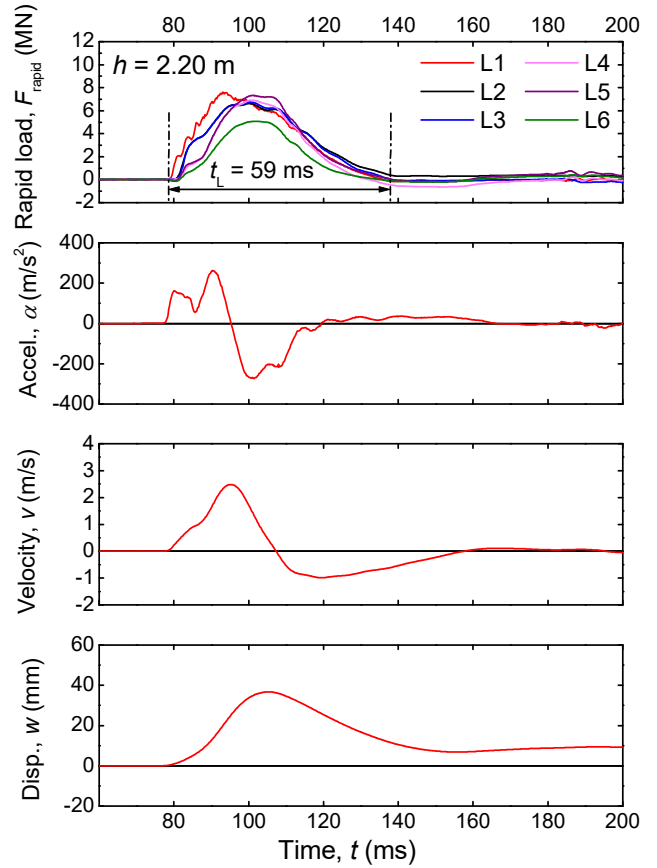 80 100 120 140 160 180 200
Rapid load, F_rapid (MN)
12
10
8
6
4
2
0
-2
h = 2.20 m
L1 L4
L2 L5
L3 L6
t_L = 59 ms
Accel., α (m/s²)
400
200
0
-200
-400
Velocity, v (m/s)
4
3
2
1
0
-1
-2
Disp., w (mm)
60
40
20
0
-20
80 100 120 140 160 180 200
Time, t (ms)